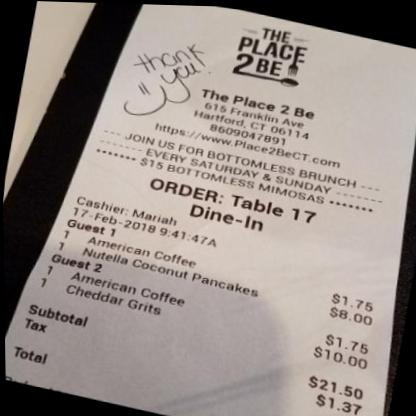 THE
PLACE
2 BE
thank
you!
The Place 2 Be
615 Franklin Ave
Hartford, CT 06114
8609047891
https://www.Place2BeCT.com
--- JOIN US FOR BOTTOMLESS BRUNCH ---
-------- EVERY SATURDAY & SUNDAY --------
******* $15 BOTTOMLESS MIMOSAS *******
ORDER: Table 17
Dine-In
Cashier: Mariah
17-Feb-2018 9:41:47A
Guest 1
1 American Coffee $1.75
1 Nutella Coconut Pancakes $8.00
Guest 2
1 American Coffee $1.75
1 Cheddar Grits $10.00
Subtotal $21.50
Tax $1.37
Total